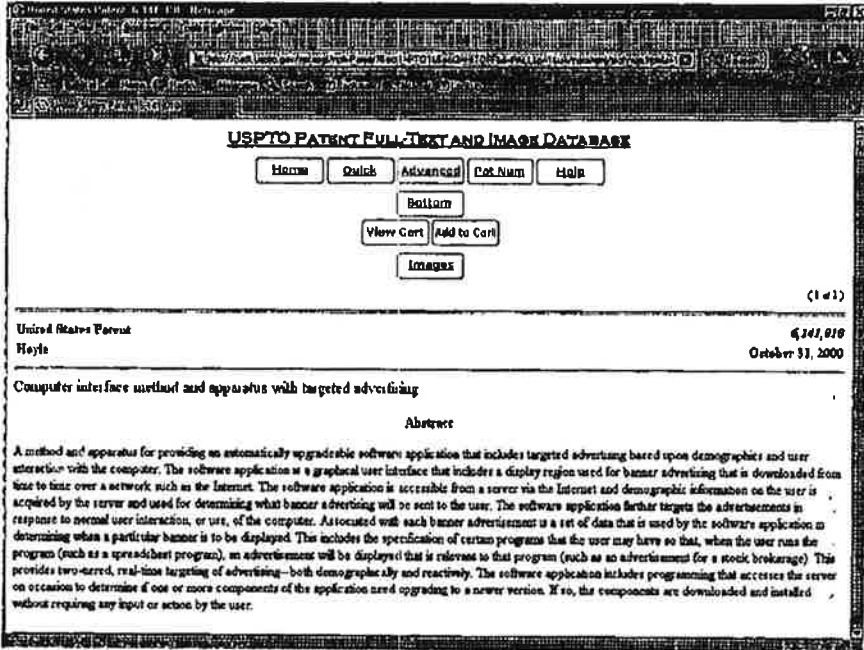 USPTO PATENT FULL-TEXT AND IMAGE DATABASE
Home Quick Advanced Pat Num Help
Bottom
View Cart Add to Cart
Images
(1 of 1)
United States Patent
Hoyle October 31, 2000
Computer interface method and apparatus with targeted advertising
Abstract
A method and apparatus for providing an automatically upgradeable software application that includes targeted advertising based upon demographics and user
interaction with the computer. The software application is a graphical user interface that includes a display region used for banner advertising that is downloaded from
time to time over a network such as the Internet. The software application is accessible from a server via the Internet and demographic information on the user is
acquired by the server and used for determining what banner advertising will be sent to the user. The software application further targets the advertisements in
response to normal user interaction, or use, of the computer. Associated with each banner advertisement is a set of data that is used by the software application in
determining when a particular banner is to be displayed. This includes the specification of certain programs that the user may have so that, when the user runs the
program (such as a spreadsheet program), an advertisement will be displayed that is relevant to that program (such as an advertisement for a stock brokerage). This
provides two-tiered, real-time targeting of advertising--both demographically and reactively. The software application includes programming that accesses the server
on occasion to determine if one or more components of the application need upgrading to a newer version. If so, the components are downloaded and installed
without requiring any input or action by the user.